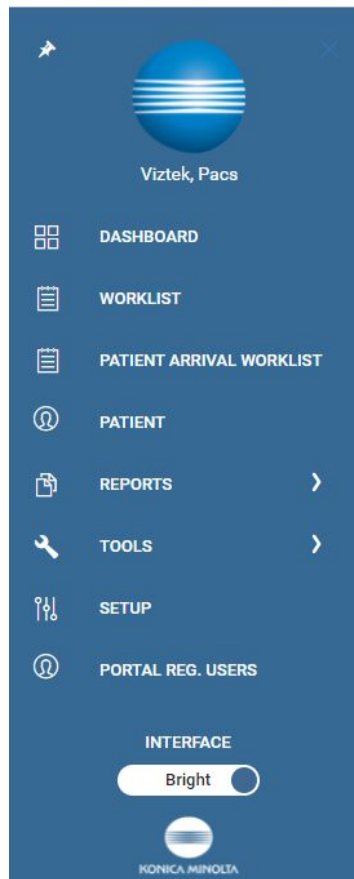 Viztek, Pacs
DASHBOARD
WORKLIST
PATIENT ARRIVAL WORKLIST
PATIENT
REPORTS
TOOLS
SETUP
PORTAL REG. USERS
INTERFACE
Bright
KONICA MINOLTA